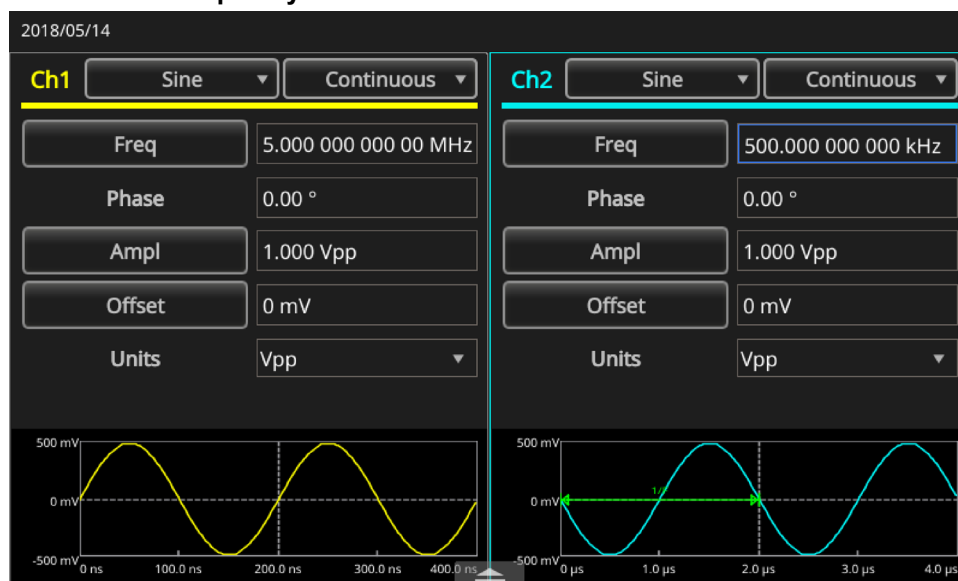 2018/05/14
Ch1 Sine Continuous
Freq 5.000 000 000 00 MHz
Phase 0.00 °
Ampl 1.000 Vpp
Offset 0 mV
Units Vpp
500 mV
0 mV
-500 mV
0 ns 100.0 ns 200.0 ns 300.0 ns 400.0 ns
Ch2 Sine Continuous
Freq 500.000 000 000 kHz
Phase 0.00 °
Ampl 1.000 Vpp
Offset 0 mV
Units Vpp
500 mV
0 mV
-500 mV
0 µs 1.0 µs 2.0 µs 3.0 µs 4.0 µs